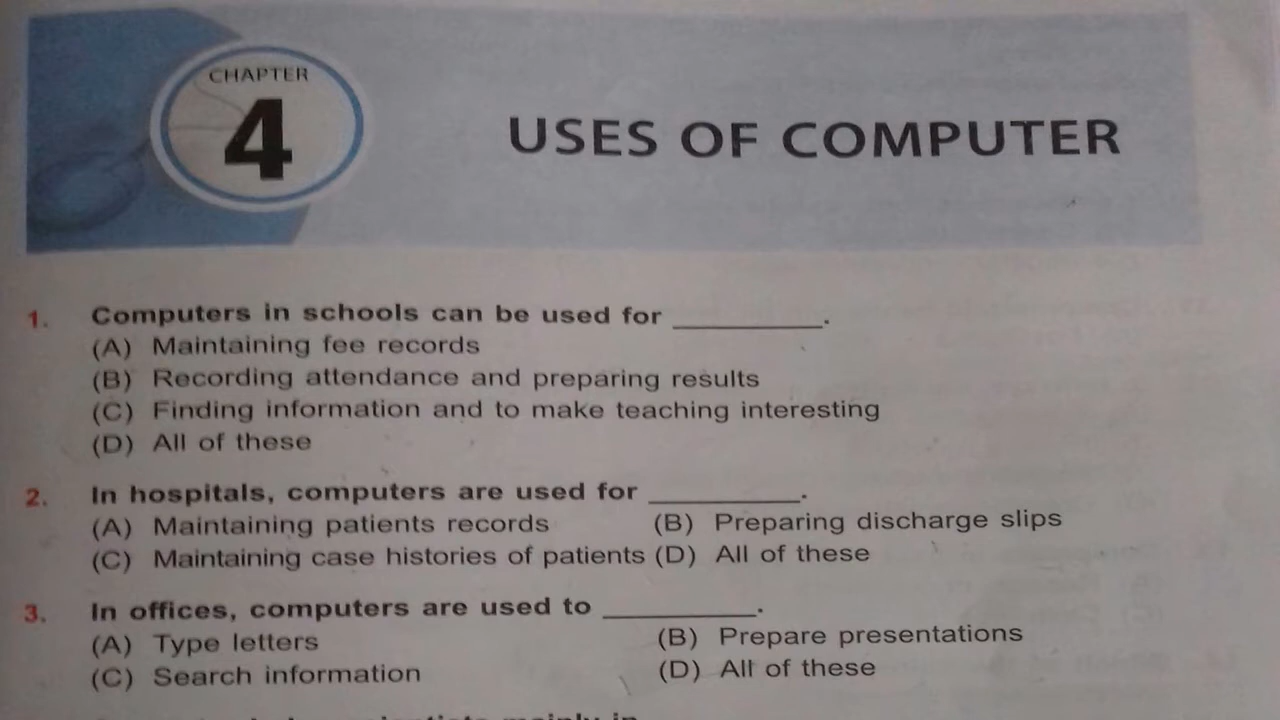 CHAPTER
4
USES OF COMPUTER
1. Computers in schools can be used for __________.
(A) Maintaining fee records
(B) Recording attendance and preparing results
(C) Finding information and to make teaching interesting
(D) All of these
2. In hospitals, computers are used for __________.
(A) Maintaining patients records (B) Preparing discharge slips
(C) Maintaining case histories of patients (D) All of these
3. In offices, computers are used to __________.
(A) Type letters (B) Prepare presentations
(C) Search information (D) All of these
mainly in